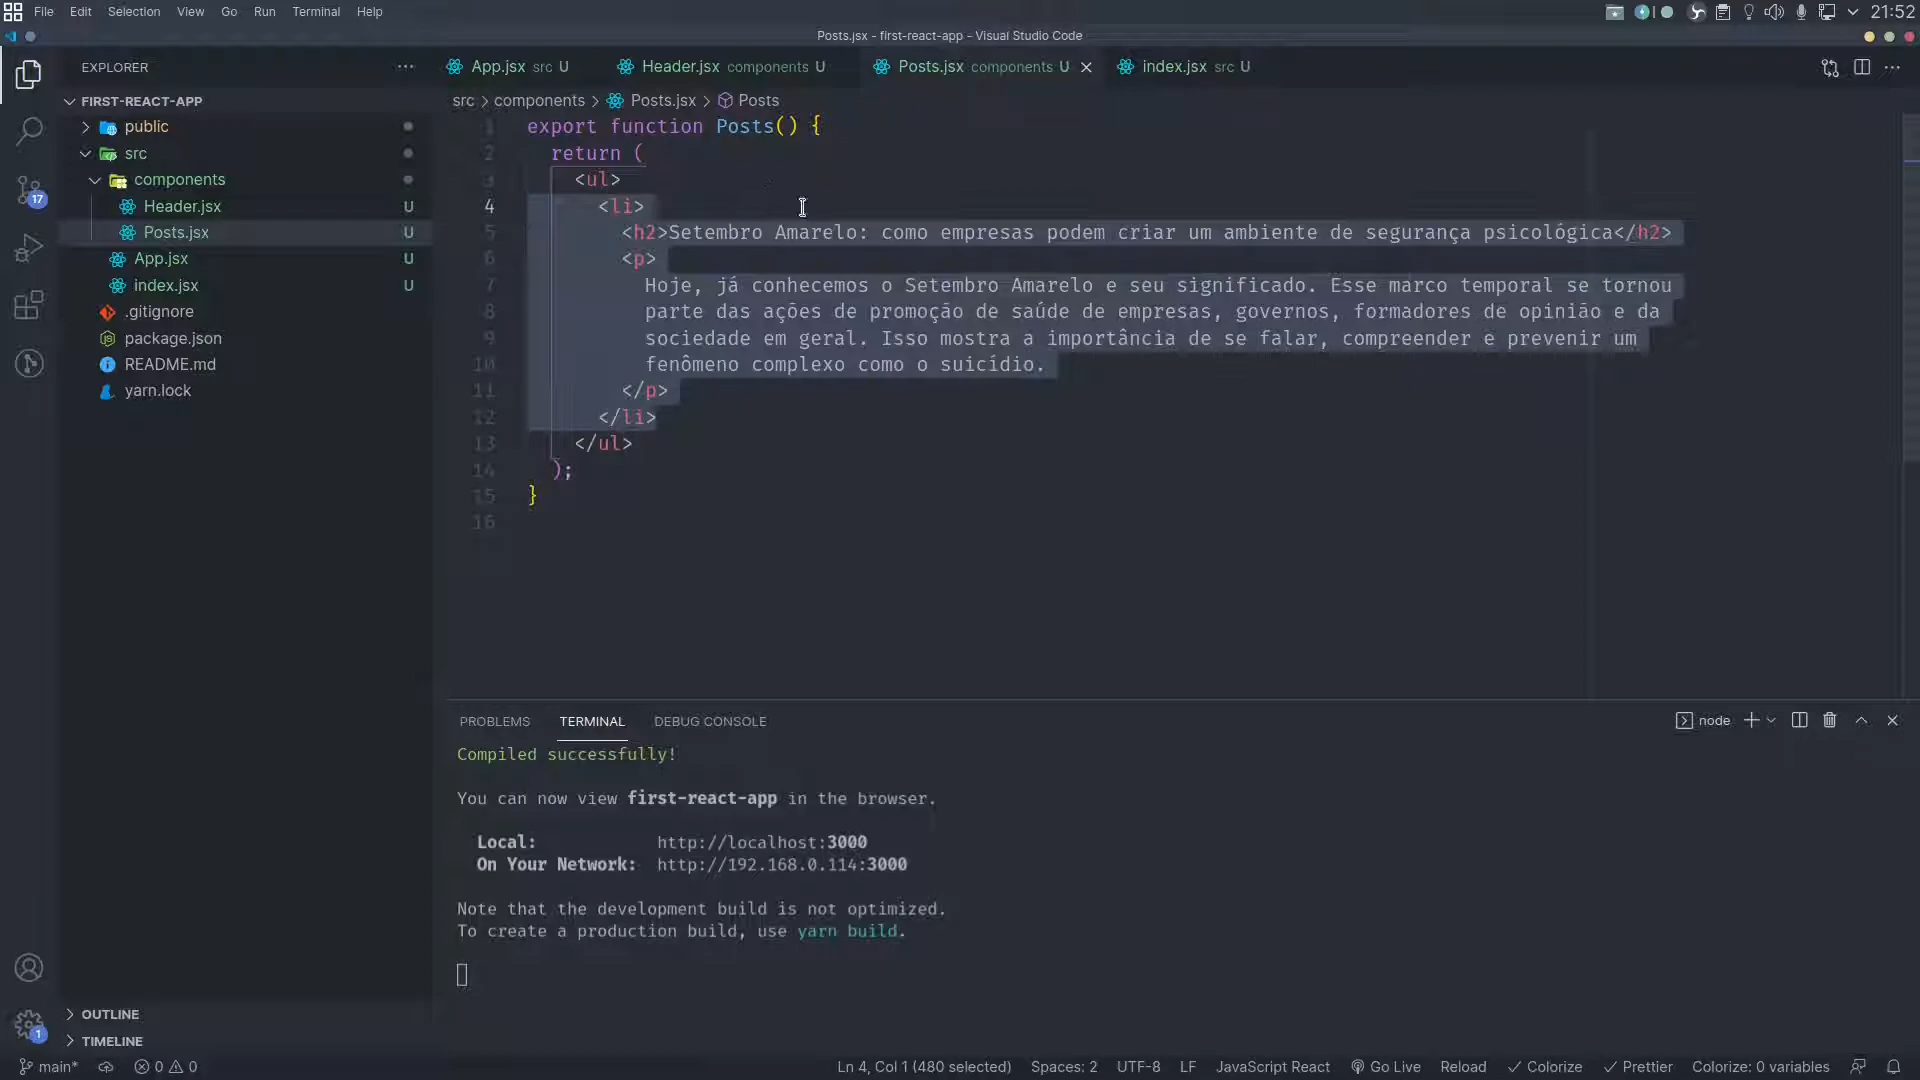 File Edit Selection View Go Run Terminal Help
21:52
Posts.jsx - first-react-app - Visual Studio Code
EXPLORER
FIRST-REACT-APP
public
src
components
Header.jsx U
Posts.jsx U
App.jsx U
index.jsx U
.gitignore
package.json
README.md
yarn.lock
OUTLINE
TIMELINE
17
1
App.jsx src U
Header.jsx components U
Posts.jsx components U
index.jsx src U
src > components > Posts.jsx > Posts
1 export function Posts() {
2 return (
3 <ul>
4 <li>
5 <h2>Setembro Amarelo: como empresas podem criar um ambiente de segurança psicológica</h2>
6 <p>
7 Hoje, já conhecemos o Setembro Amarelo e seu significado. Esse marco temporal se tornou
8 parte das ações de promoção de saúde de empresas, governos, formadores de opinião e da
9 sociedade em geral. Isso mostra a importância de se falar, compreender e prevenir um
10 fenômeno complexo como o suicídio.
11 </p>
12 </li>
13 </ul>
14 );
15 }
16
PROBLEMS TERMINAL DEBUG CONSOLE
node
Compiled successfully!
You can now view first-react-app in the browser.
Local: http://localhost:3000
On Your Network: http://192.168.0.114:3000
Note that the development build is not optimized.
To create a production build, use yarn build.
main* 0 0
Ln 4, Col 1 (480 selected) Spaces: 2 UTF-8 LF JavaScript React Go Live Reload Colorize Prettier Colorize: 0 variables